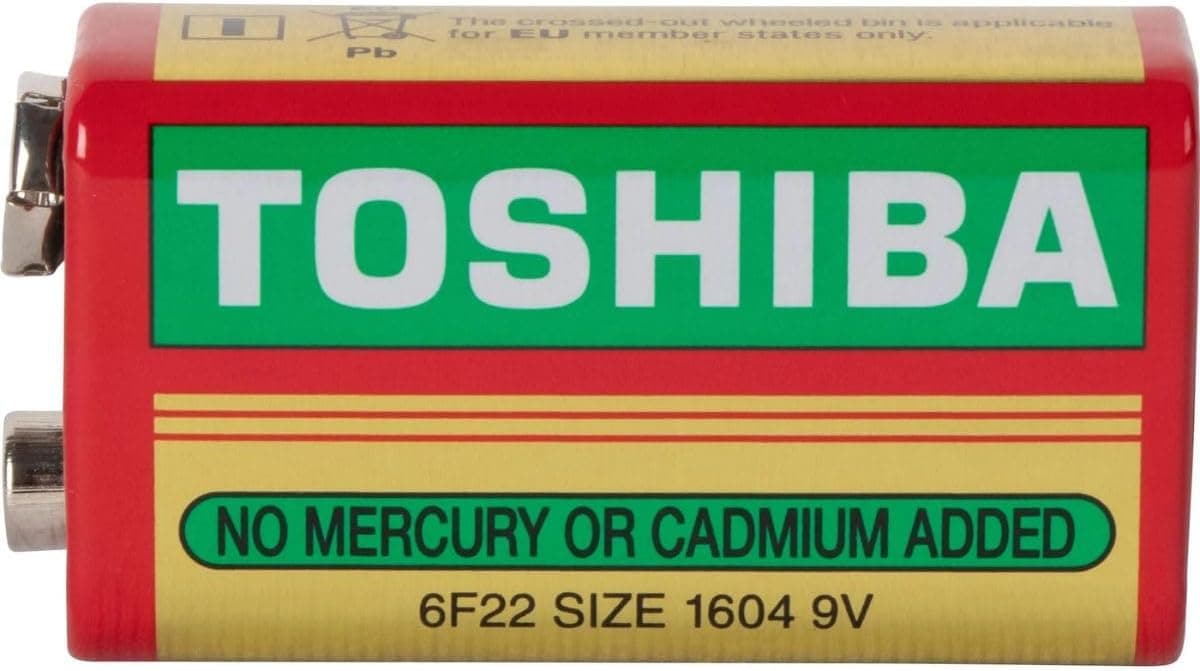 The crossed-out wheeled bin is applicable
Pb for EU member states only.
TOSHIBA
NO MERCURY OR CADMIUM ADDED
6F22 SIZE 1604 9V